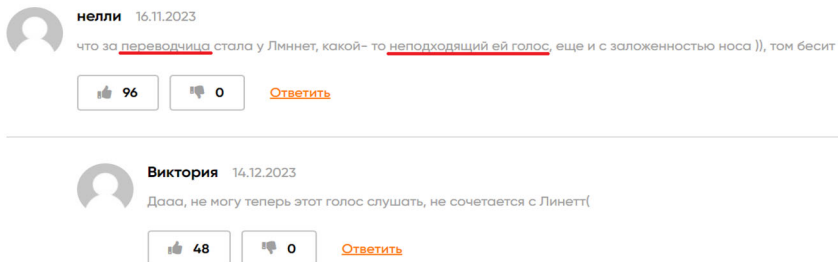 нелли 16.11.2023
что за переводчица стала у Лмннет, какой- то неподходящий ей голос, еще и с заложенностью носа )), том бесит
96 0 Ответить
Виктория 14.12.2023
Дааа, не могу теперь этот голос слушать, не сочетается с Линетт(
48 0 Ответить